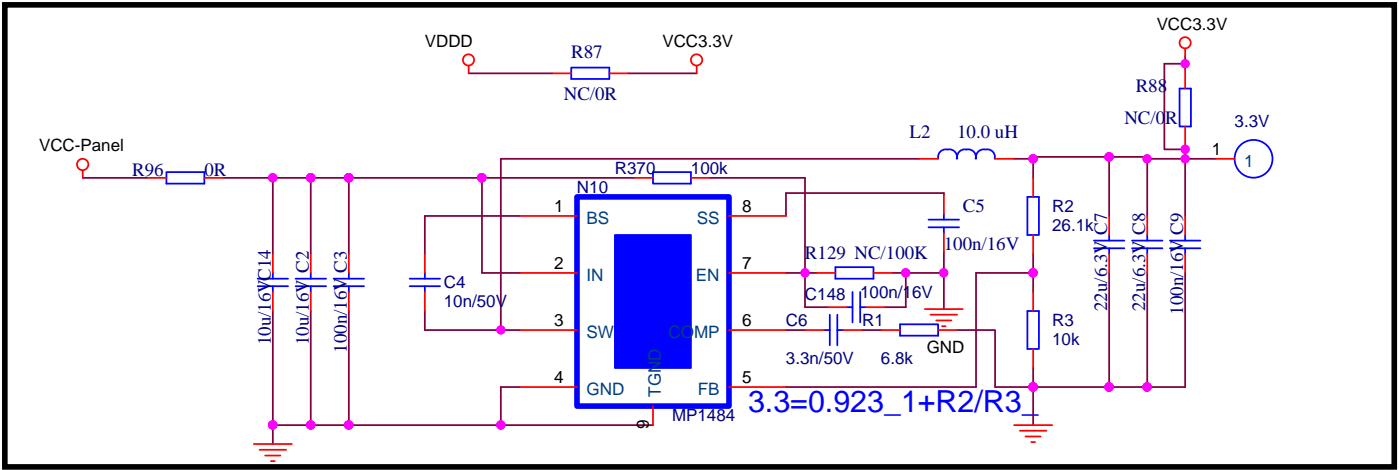 VCC3.3V
VDDD
R87
VCC3.3V
NC/0R
R88
NC/0R
3.3V
1
1
VCC-Panel
R96
0R
L2
10.0 uH
R370
100k
N10
1
BS
SS
8
2
IN
EN
7
3
SW
COMP
6
4
GND
FB
5
TGND
9
MP1484
C4
10n/50V
C5
100n/16V
R129
NC/100K
C148
100n/16V
C6
3.3n/50V
R1
6.8k
GND
R2
26.1k
R3
10k
10u/16V
C14
10u/16V
C2
100n/16V
C3
22u/6.3V
C7
22u/6.3V
C8
100n/16V
C9
3.3=0.923_1+R2/R3_